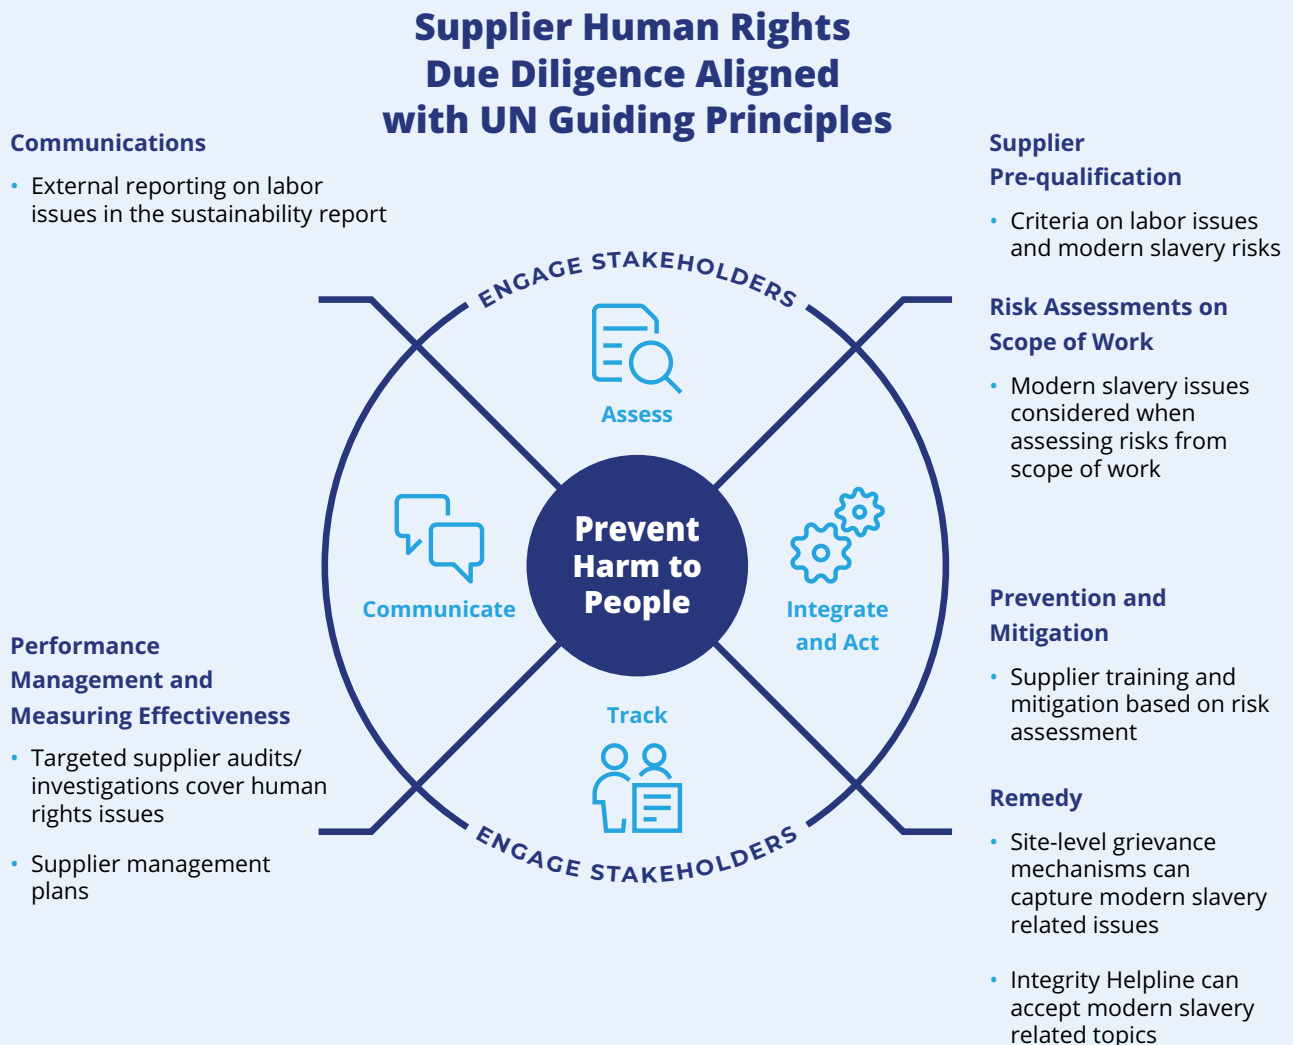 Supplier Human Rights
Due Diligence Aligned
with UN Guiding Principles
Communications
• External reporting on labor
issues in the sustainability report
Supplier
Pre-qualification
• Criteria on labor issues
and modern slavery risks
Risk Assessments on
Scope of Work
• Modern slavery issues
considered when
assessing risks from
scope of work
ENGAGE STAKEHOLDERS
Assess
Prevent
Harm to
People
Communicate
Integrate
and Act
Track
ENGAGE STAKEHOLDERS
Performance
Management and
Measuring Effectiveness
• Targeted supplier audits/
investigations cover human
rights issues
• Supplier management
plans
Prevention and
Mitigation
• Supplier training and
mitigation based on risk
assessment
Remedy
• Site-level grievance
mechanisms can
capture modern slavery
related issues
• Integrity Helpline can
accept modern slavery
related topics